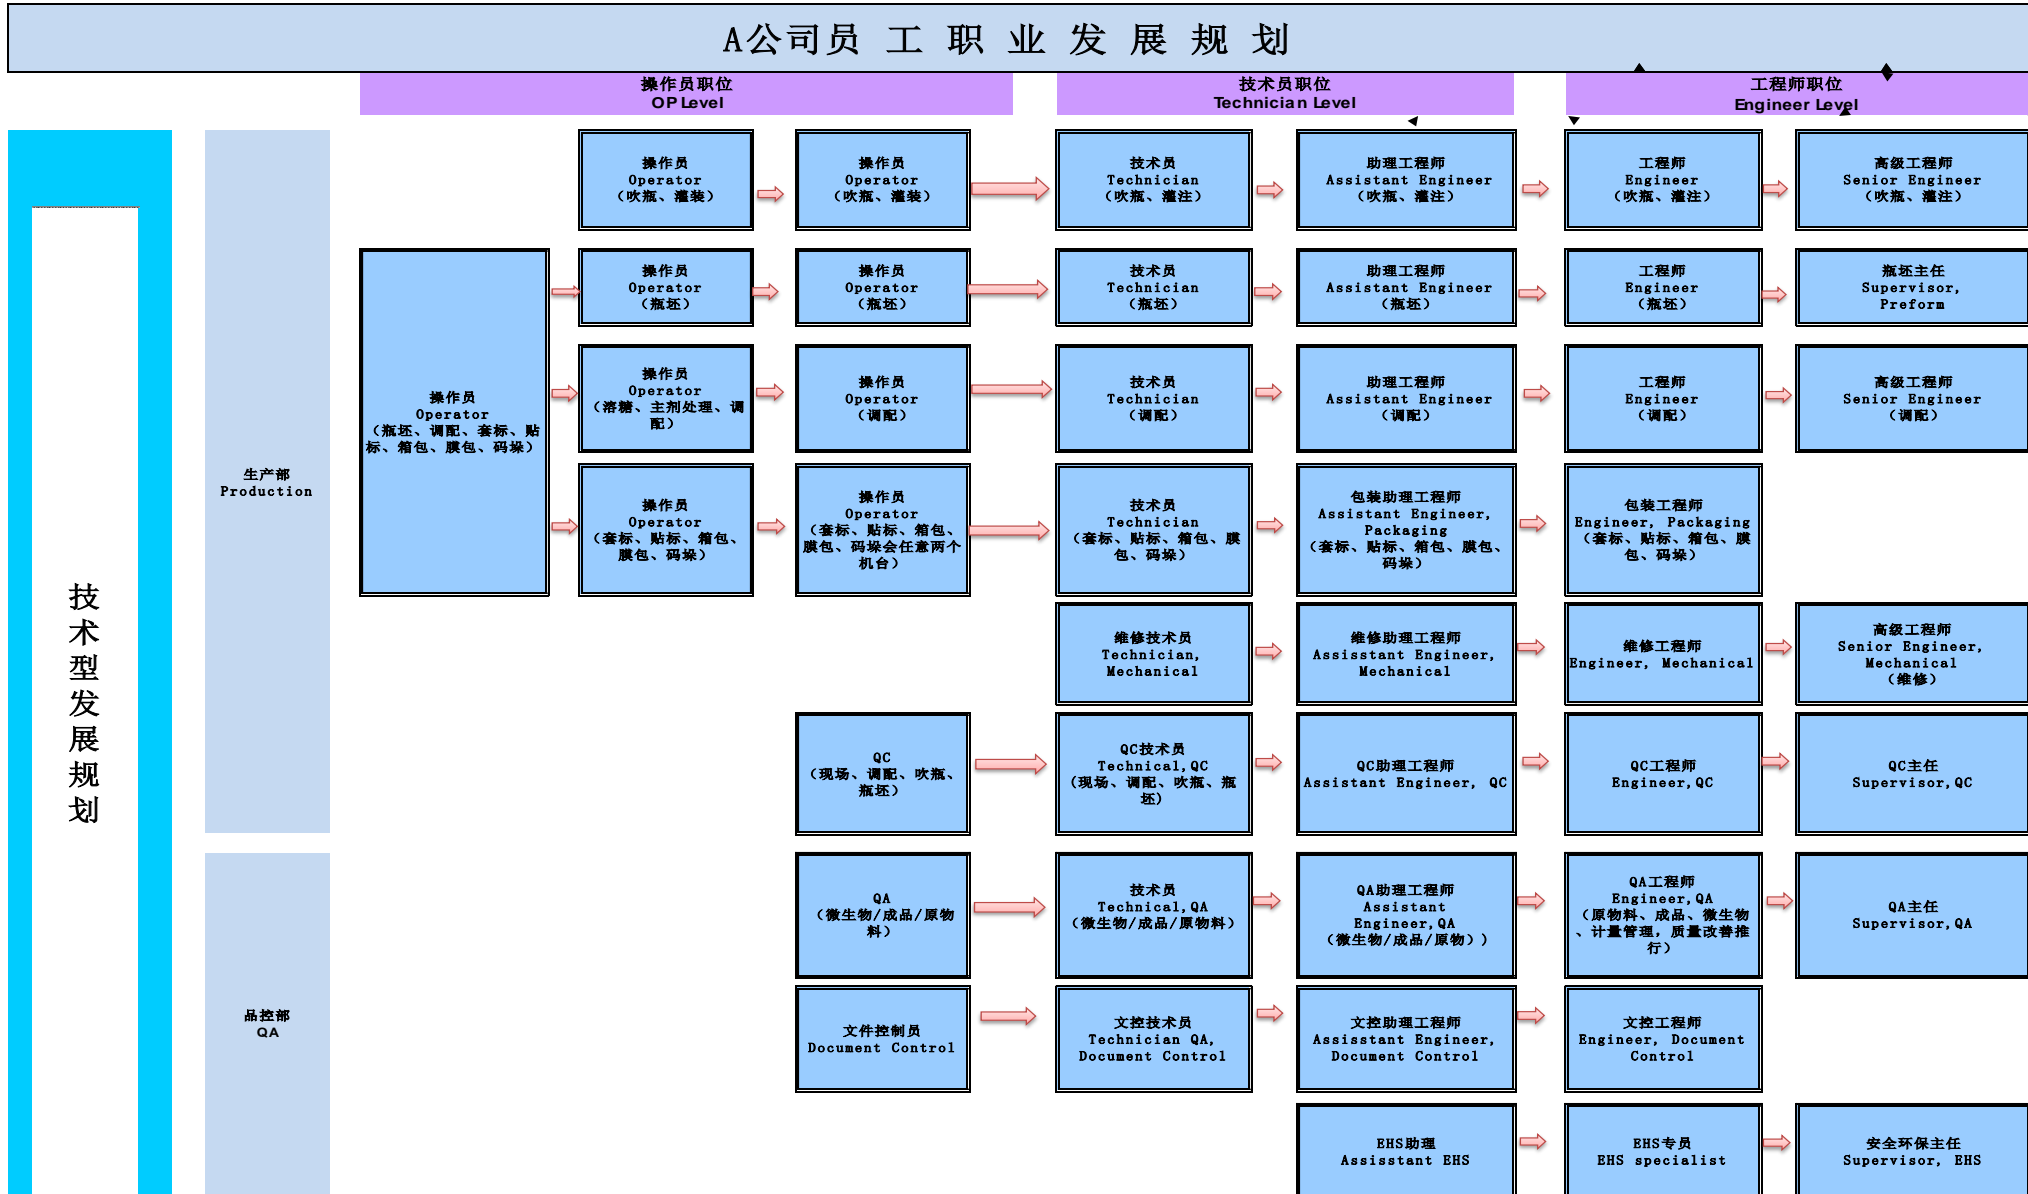 A公司员 工 职 业 发 展 规 划
操作员职位
OP Level
技术员职位
Technician Level
工程师职位
Engineer Level
技
术
型
发
展
规
划
生产部
Production
操作员
Operator
（瓶坯、调配、套标、贴
标、箱包、膜包、码垛）
操作员
Operator
（吹瓶、灌装）
操作员
Operator
（吹瓶、灌装）
技术员
Technician
（吹瓶、灌注）
助理工程师
Assistant Engineer
（吹瓶、灌注）
工程师
Engineer
（吹瓶、灌注）
高级工程师
Senior Engineer
（吹瓶、灌注）
操作员
Operator
（瓶坯）
操作员
Operator
（瓶坯）
技术员
Technician
（瓶坯）
助理工程师
Assistant Engineer
（瓶坯）
工程师
Engineer
（瓶坯）
瓶坯主任
Supervisor,
Preform
操作员
Operator
（溶糖、主剂处理、调
配）
操作员
Operator
（调配）
技术员
Technician
（调配）
助理工程师
Assistant Engineer
（调配）
工程师
Engineer
（调配）
高级工程师
Senior Engineer
（调配）
操作员
Operator
（套标、贴标、箱包、
膜包、码垛）
操作员
Operator
（套标、贴标、箱包、
膜包、码垛会任意两个
机台）
技术员
Technician
（套标、贴标、箱包、膜
包、码垛）
包装助理工程师
Assistant Engineer,
Packaging
（套标、贴标、箱包、膜包、
码垛）
包装工程师
Engineer, Packaging
（套标、贴标、箱包、膜
包、码垛）
维修技术员
Technician,
Mechanical
维修助理工程师
Assisstant Engineer,
Mechanical
维修工程师
Engineer, Mechanical
高级工程师
Senior Engineer,
Mechanical
（维修）
QC
（现场、调配、吹瓶、
瓶坯）
QC技术员
Technical,QC
（现场、调配、吹瓶、瓶
坯)
QC助理工程师
Assistant Engineer, QC
QC工程师
Engineer,QC
QC主任
Supervisor,QC
品控部
QA
QA
（微生物/成品/原物
料）
技术员
Technical,QA
（微生物/成品/原物料）
QA助理工程师
Assistant
Engineer,QA
（微生物/成品/原物））
QA工程师
Engineer,QA
（原物料、成品、微生物
、计量管理，质量改善推
行）
QA主任
Supervisor,QA
文件控制员
Document Control
文控技术员
Technician QA,
Document Control
文控助理工程师
Assisstant Engineer,
Document Control
文控工程师
Engineer, Document
Control
EHS助理
Assisstant EHS
EHS专员
EHS specialist
安全环保主任
Supervisor, EHS